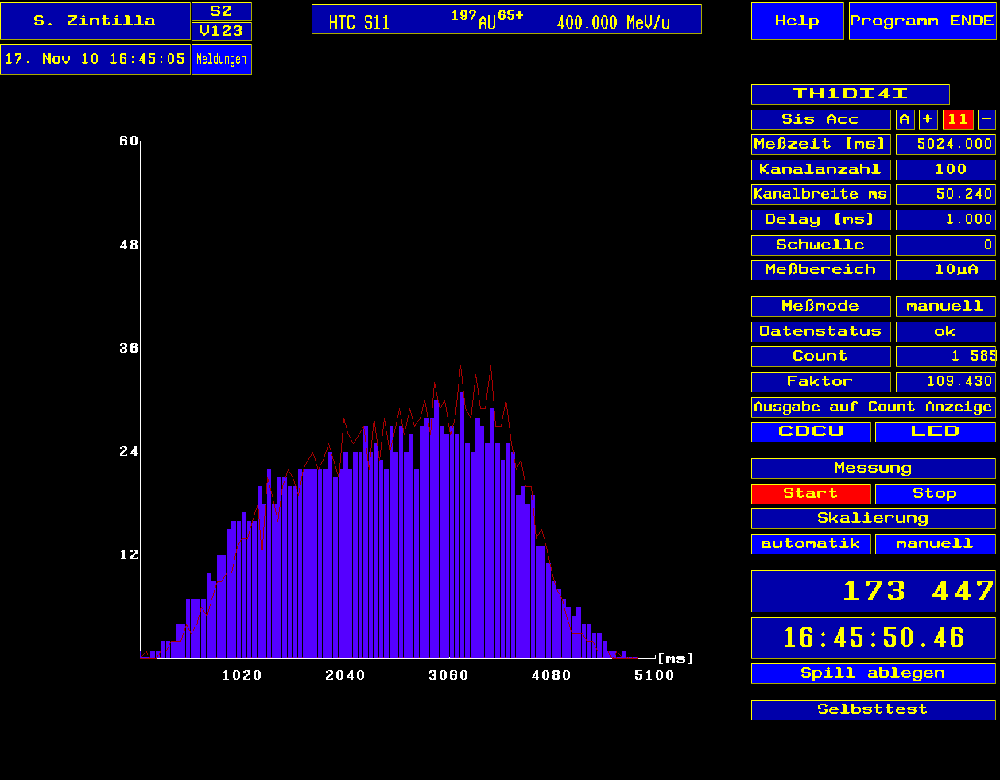 S. Zintilla
S2
V123
HTC S11 197AU65+ 400.000 MeV/u
Help
Programm ENDE
17. Nov 10 16:45:05
Meldungen
TH1DI4I
Sis Acc A + 11 -
Meßzeit [ms] 5024.000
Kanalanzahl 100
Kanalbreite ms 50.240
Delay [ms] 1.000
Schwelle 0
Meßbereich 10µA
Meßmode manuell
Datenstatus ok
Count 1 585
Faktor 109.430
Ausgabe auf Count Anzeige
CDCU LED
Messung
Start Stop
Skalierung
automatik manuell
173 447
16:45:50.46
Spill ablegen
Selbsttest
60
48
36
24
12
[ms]
1020 2040 3060 4080 5100